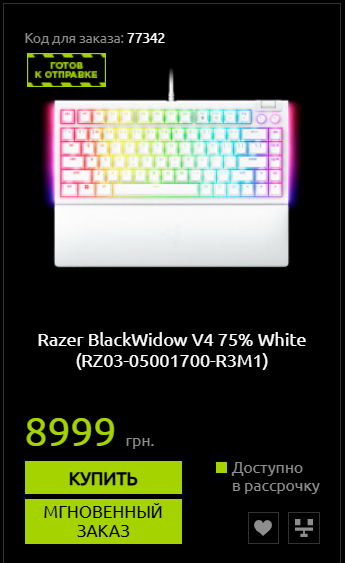 Код для заказа: 77342
ГОТОВ
К ОТПРАВКЕ
Razer BlackWidow V4 75% White
(RZ03-05001700-R3M1)
8999 грн.
КУПИТЬ
Доступно
в рассрочку
МГНОВЕННЫЙ
ЗАКАЗ